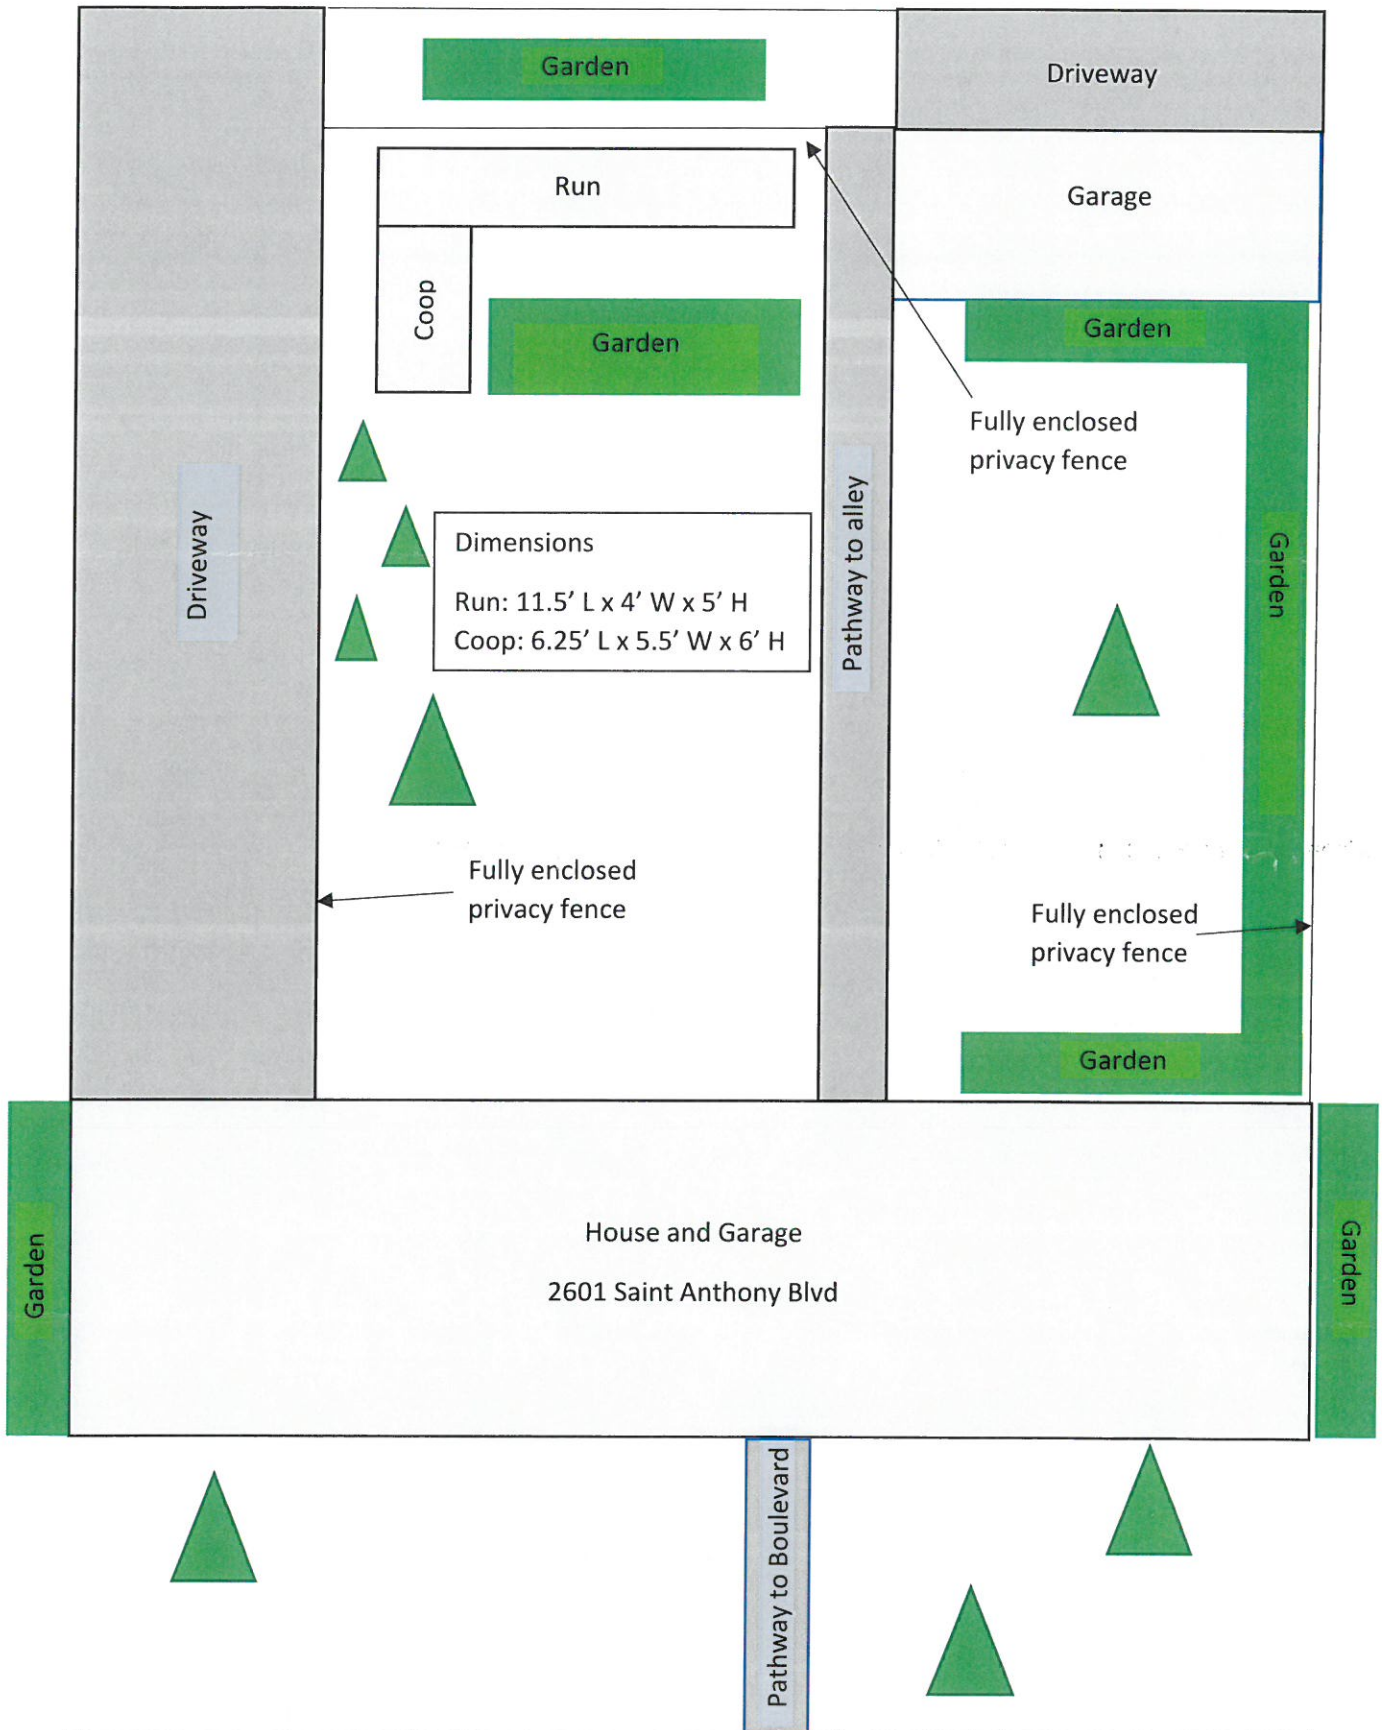 Garden
Driveway
Run
Garage
Coop
Garden
Garden
Fully enclosed
privacy fence
Driveway
Dimensions
Run: 11.5’ L x 4’ W x 5’ H
Coop: 6.25’ L x 5.5’ W x 6’ H
Pathway to alley
Garden
Fully enclosed
privacy fence
Fully enclosed
privacy fence
Garden
Garden
House and Garage
2601 Saint Anthony Blvd
Garden
Pathway to Boulevard